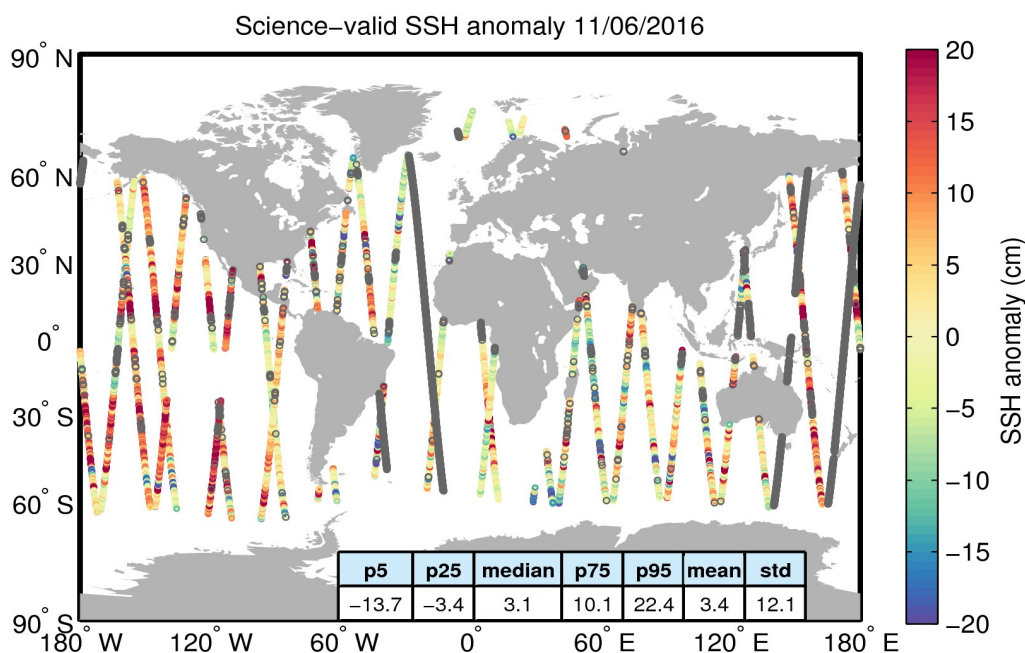 Science−valid SSH anomaly 11/06/2016
90° N
60° N
30° N
0°
30° S
60° S
90° S
180° W
120° W
60° W
0°
60° E
120° E
180° E
p5 p25 median p75 p95 mean std
−13.7 −3.4 3.1 10.1 22.4 3.4 12.1
20
15
10
5
0
−5
−10
−15
−20
SSH anomaly (cm)